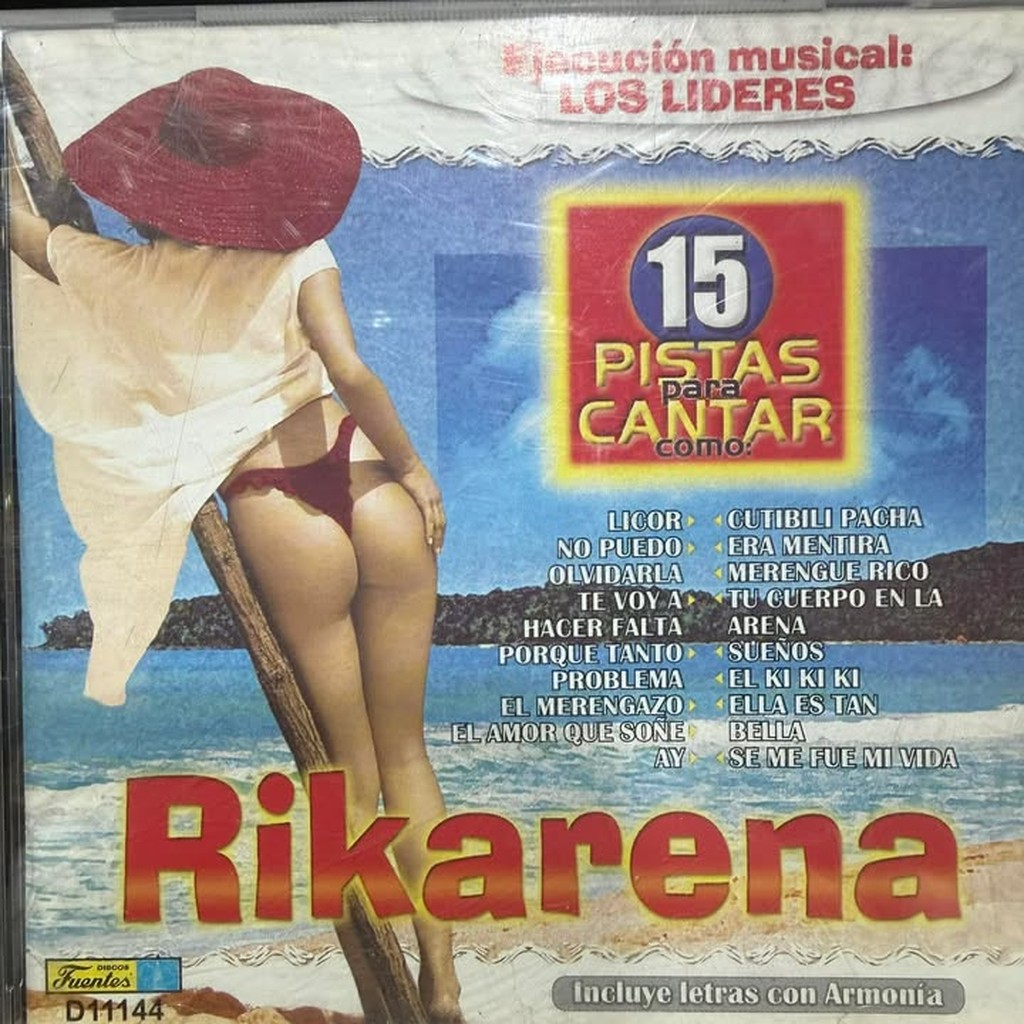 Ejecución musical:
LOS LIDERES
15
PISTAS
para
CANTAR
como:
LICOR
NO PUEDO
OLVIDARLA
TE VOY A
HACER FALTA
PORQUE TANTO
PROBLEMA
EL MERENGAZO
EL AMOR QUE SOÑE
AY
CUTIBILI PACHA
ERA MENTIRA
MERENGUE RICO
TU CUERPO EN LA
ARENA
SUEÑOS
EL KI KI KI
ELLA ES TAN
BELLA
SE ME FUE MI VIDA
Rikarena
DISCOS
Fuentes
D11144
Incluye letras con Armonía